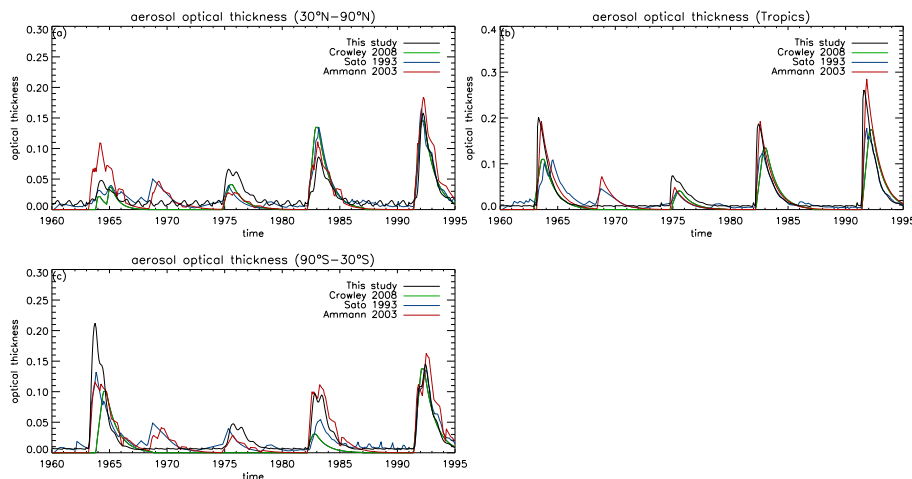 aerosol optical thickness (30°N−90°N)
(a)
This study
Crowley 2008
Sato 1993
Ammann 2003
optical thickness
0.30
0.25
0.20
0.15
0.10
0.05
0.00
1960 1965 1970 1975 1980 1985 1990 1995
time
aerosol optical thickness (Tropics)
(b)
This study
Crowley 2008
Sato 1993
Ammann 2003
optical thickness
0.4
0.3
0.2
0.1
0.0
1960 1965 1970 1975 1980 1985 1990 1995
time
aerosol optical thickness (90°S−30°S)
(c)
This study
Crowley 2008
Sato 1993
Ammann 2003
optical thickness
0.30
0.25
0.20
0.15
0.10
0.05
0.00
1960 1965 1970 1975 1980 1985 1990 1995
time